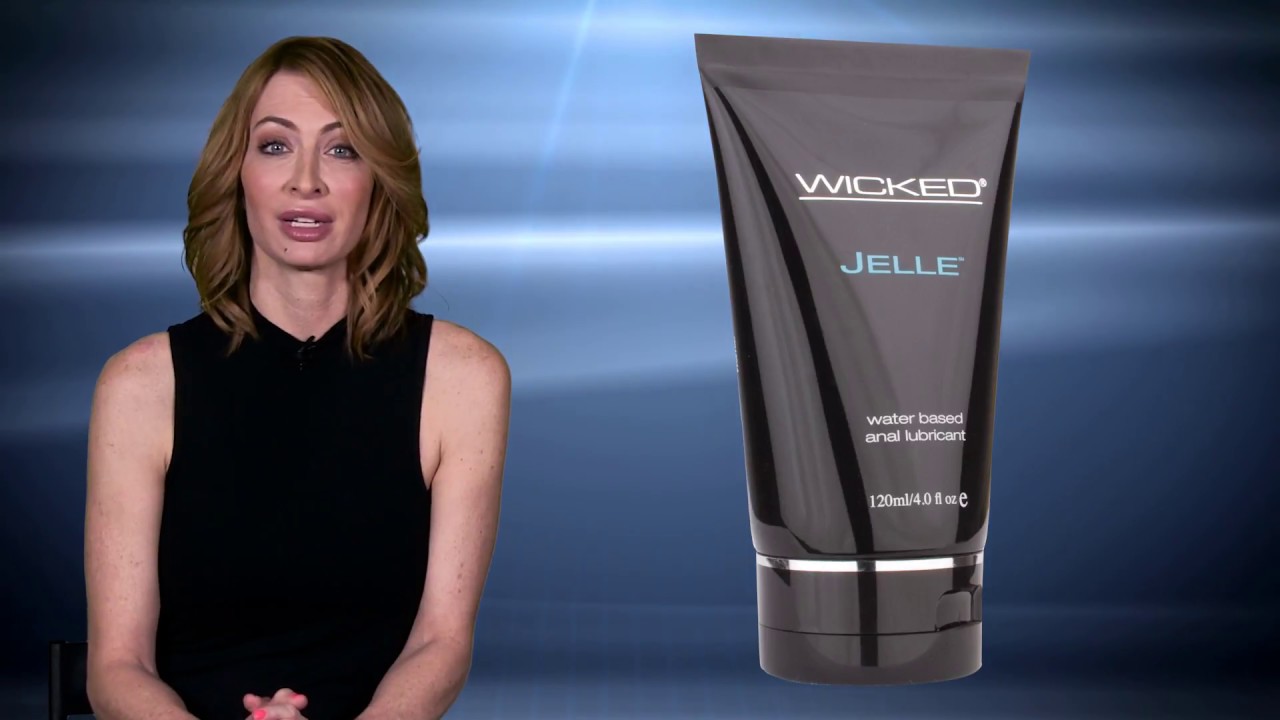 WICKED®
JELLE™
water based
anal lubricant
120ml/4.0 fl oz e